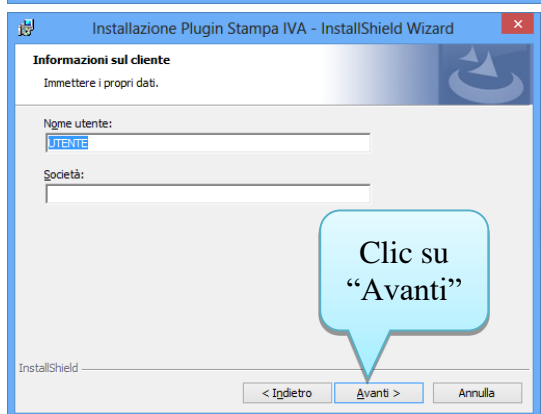 Installazione Plugin Stampa IVA - InstallShield Wizard
Informazioni sul cliente
Immettere i propri dati.
Nome utente:
UTENTE
Società:
Clic su
“Avanti”
InstallShield
< Indietro
Avanti >
Annulla